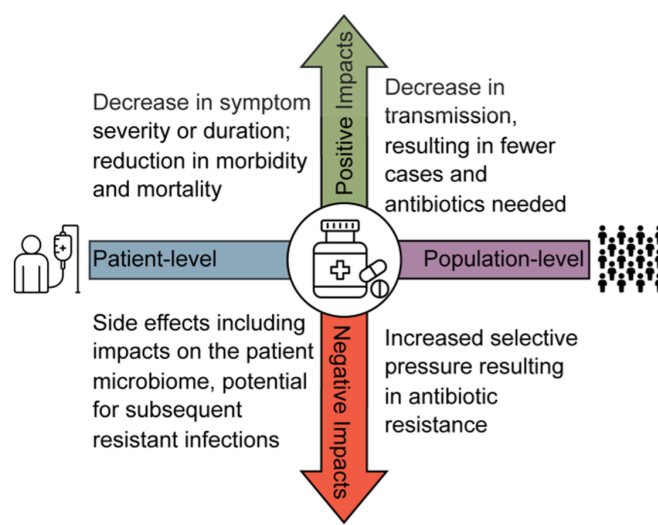 Positive Impacts
Decrease in symptom
severity or duration;
reduction in morbidity
and mortality
Decrease in
transmission,
resulting in fewer
cases and
antibiotics needed
Patient-level
Population-level
Side effects including
impacts on the patient
microbiome, potential
for subsequent
resistant infections
Negative Impacts
Increased selective
pressure resulting
in antibiotic
resistance